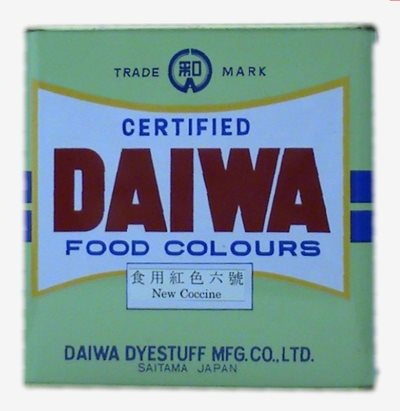 TRADE 和 MARK
CERTIFIED
DAIWA
FOOD COLOURS
食用紅色六號
New Coccine
DAIWA DYESTUFF MFG.CO.,LTD.
SAITAMA JAPAN